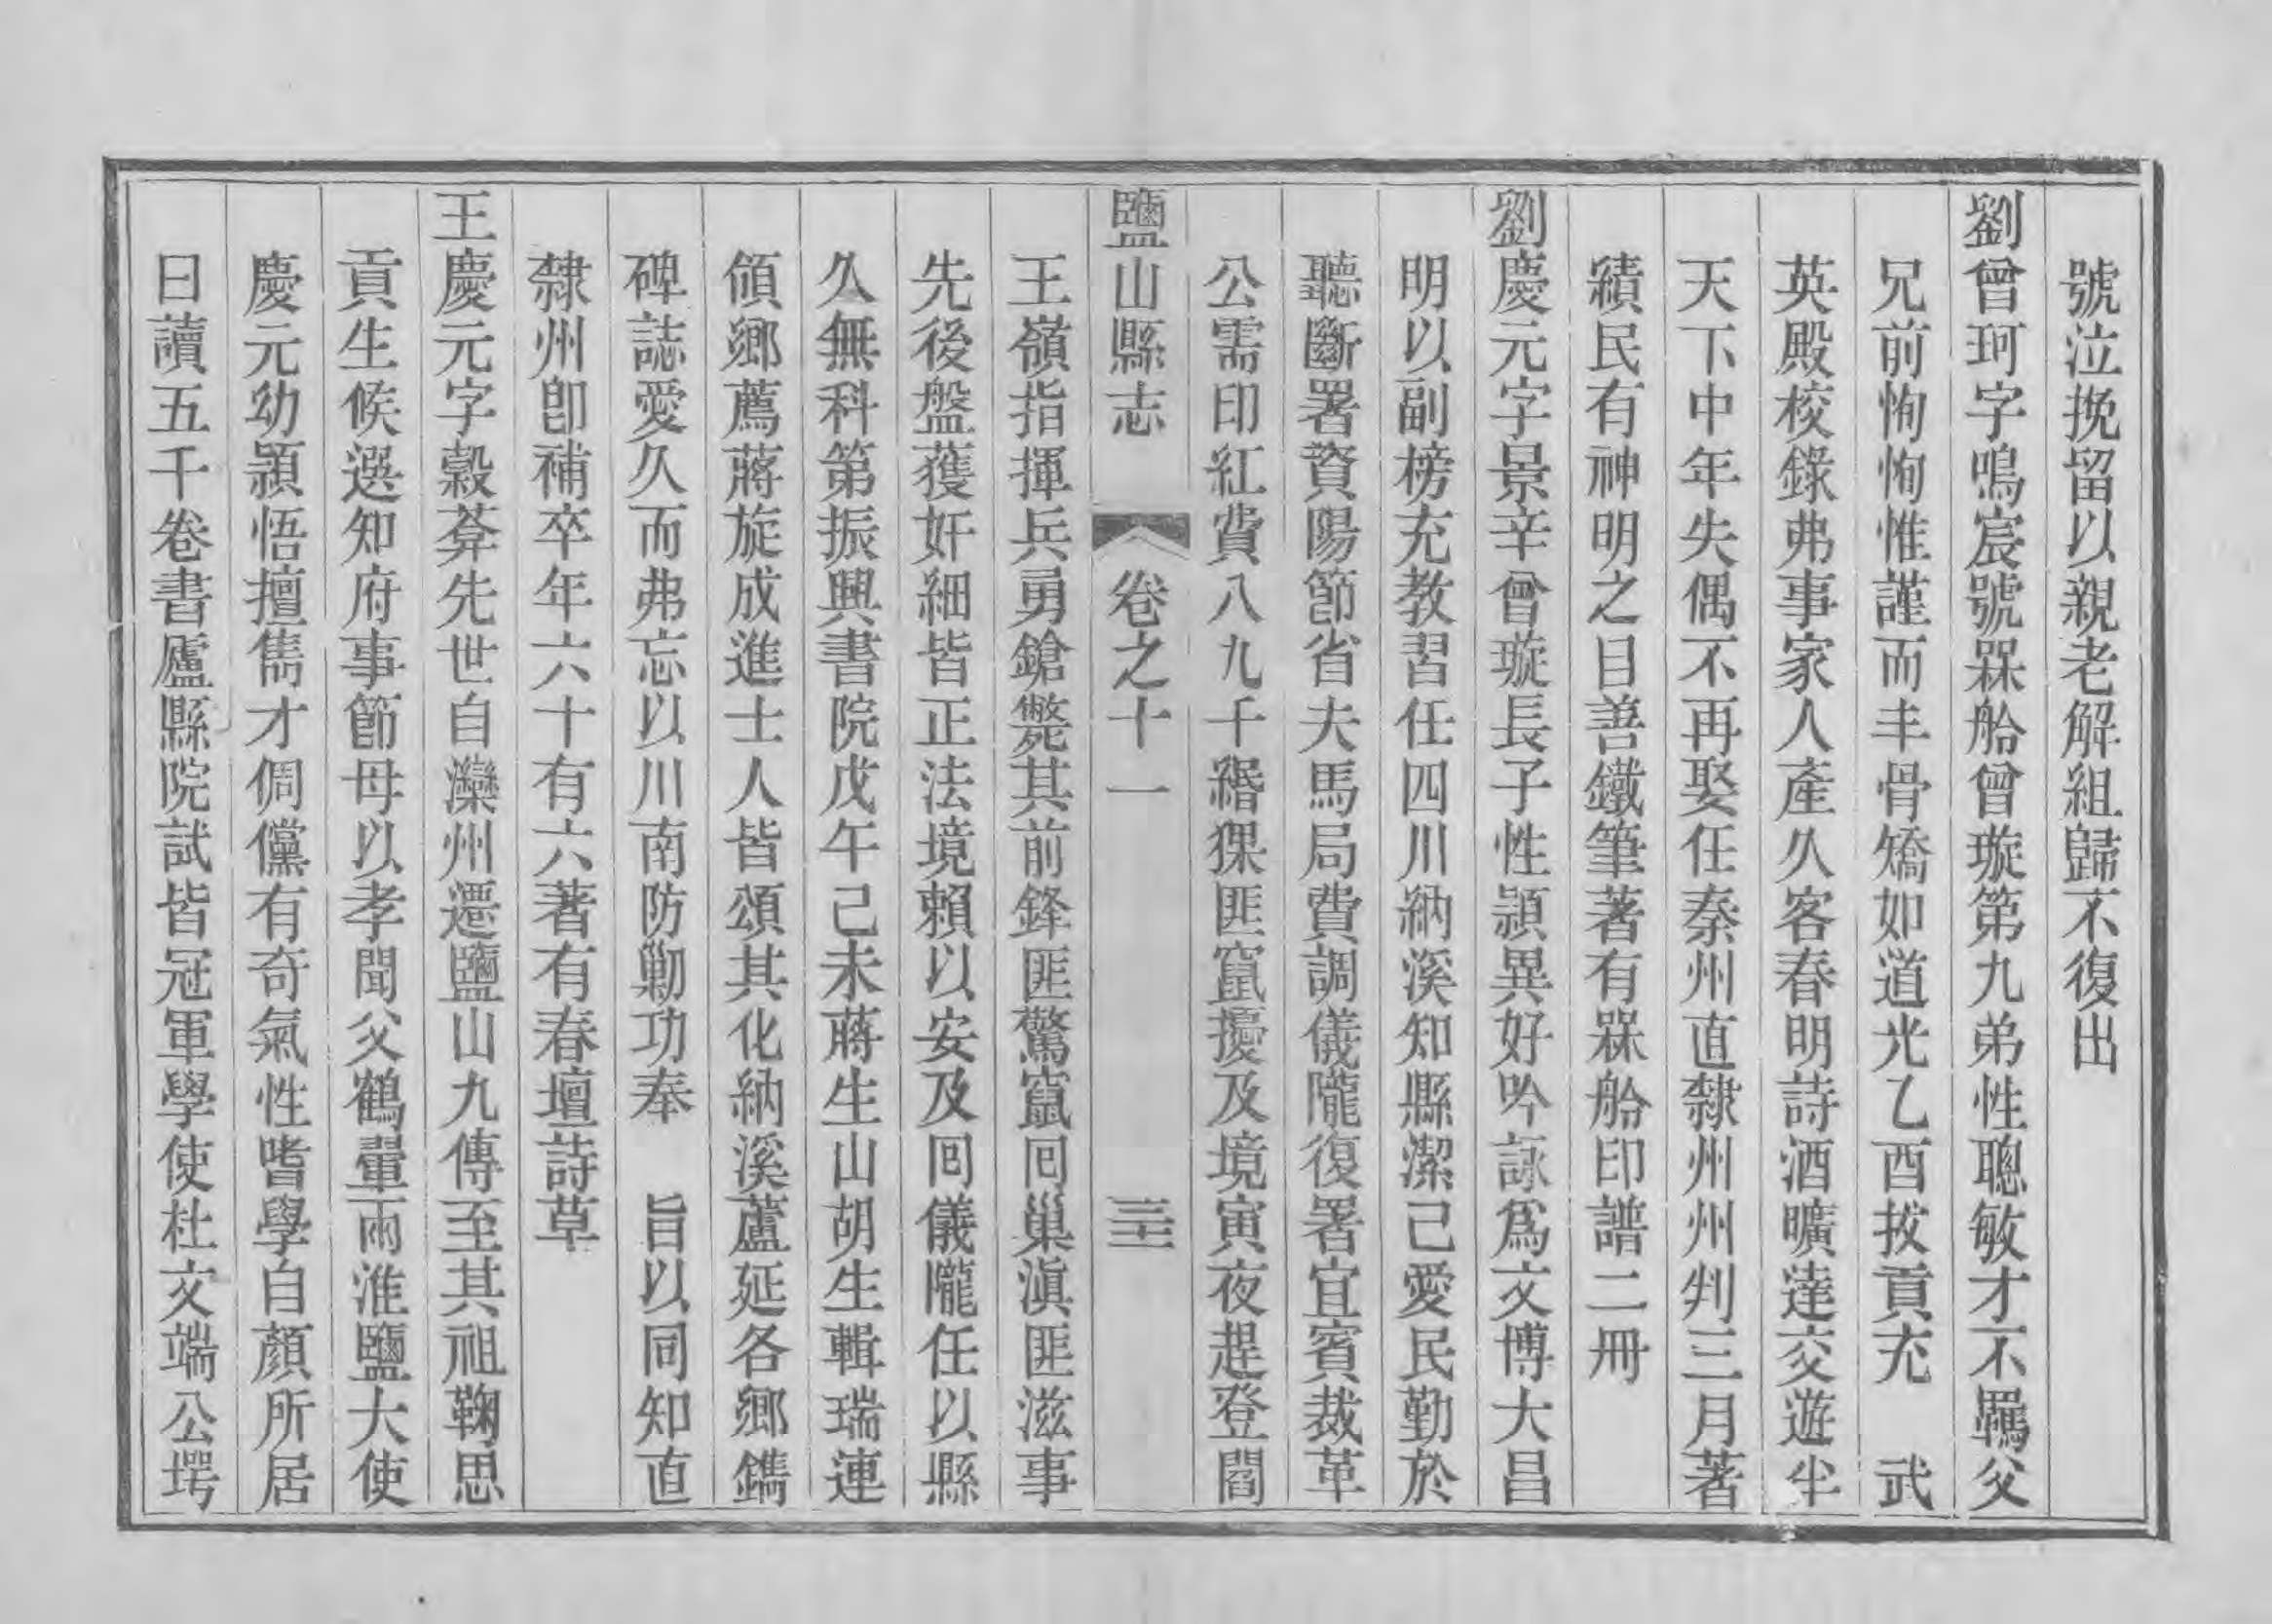 號泣挽留以親老解組歸不復出
劉曾珂字鳴宸號槑船曾璇第九弟性聰敏才不羈父
兄前恂恂惟謹而丰骨矯如道光乙酉拔貢充　武
英殿校錄弗事家人產久客春明詩酒曠達交遊半
天下中年失偶不再娶任秦州直隸州州判三月著
績民有神明之目善鐵筆著有槑船印譜二冊
劉慶元字景辛曾璇長子性頴異好吟詠爲文博大昌
明以副榜充教習任四川納溪知縣潔己愛民勤於
聽斷署資陽節省夫馬局費調儀隴復署宜賓裁革
公需印紅費八九千緡猓匪竄擾及境寅夜趕登閻
鹽山縣志　卷之十一　三十二
王嶺指揮兵勇鎗斃其前鋒匪驚竄回巢滇匪滋事
先後盤獲奸細皆正法境賴以安及回儀隴任以縣
久無科第振興書院戊午己未蔣生山胡生輯瑞連
領鄉薦蔣旋成進士人皆頌其化納溪蘆延各鄉鐫
碑誌愛久而弗忘以川南防勦功奉　旨以同知直
隸州卽補卒年六十有六著有春壇詩草
王慶元字穀葊先世自灤州遷鹽山九傳至其祖鞠思
貢生候選知府事節母以孝聞父鶴翬兩淮鹽大使
慶元幼頴悟擅雋才倜儻有奇氣性嗜學自顏所居
曰讀五千卷書廬縣院試皆冠軍學使杜文端公堮